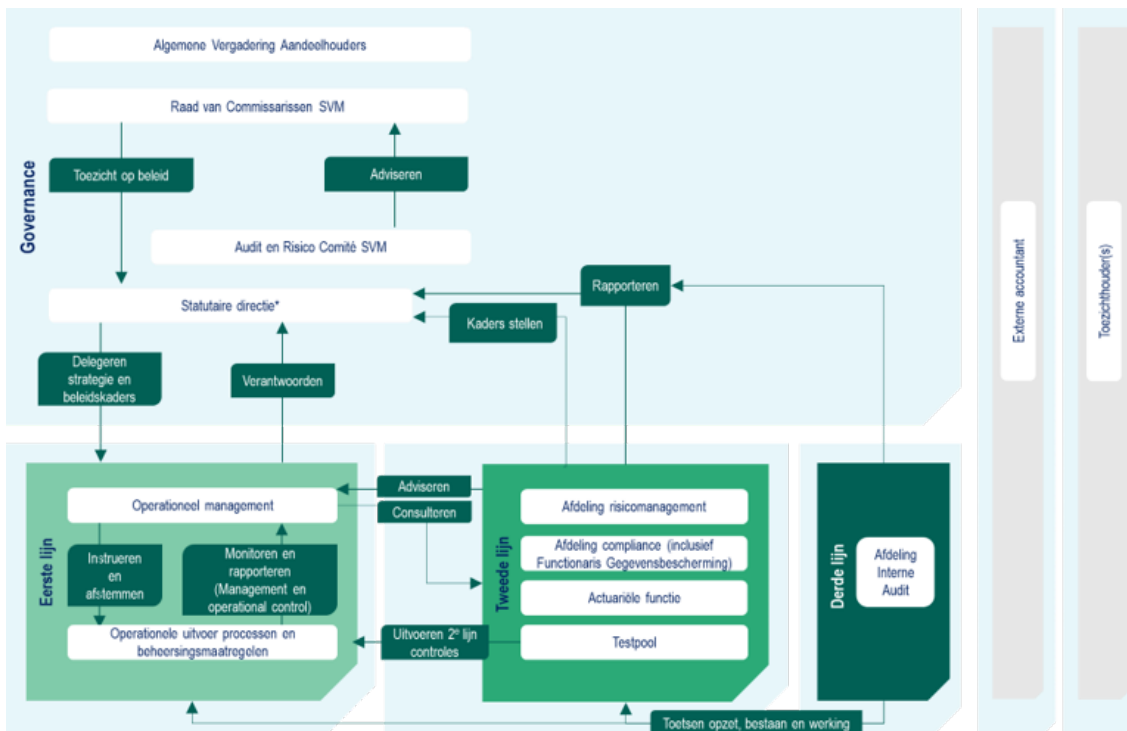 Algemene Vergadering Aandeelhouders
Raad van Commissarissen SVM
Toezicht op beleid
Adviseren
Governance
Audit en Risico Comité SVM
Rapporteren
Statutaire directie*
Kaders stellen
Delegeren
strategie en
beleidskaders
Verantwoorden
Externe accountant
Toezichthouder(s)
Eerste lijn
Operationeel management
Instrueren
en
afstemmen
Monitoren en
rapporteren
(Management en
operational control)
Operationele uitvoer processen en
beheersingsmaatregelen
Adviseren
Consulteren
Uitvoeren 2e lijn
controles
Tweede lijn
Afdeling risicomanagement
Afdeling compliance (inclusief
Functionaris Gegevensbescherming)
Actuariële functie
Testpool
Derde lijn
Afdeling
Interne
Audit
Toetsen opzet, bestaan en werking